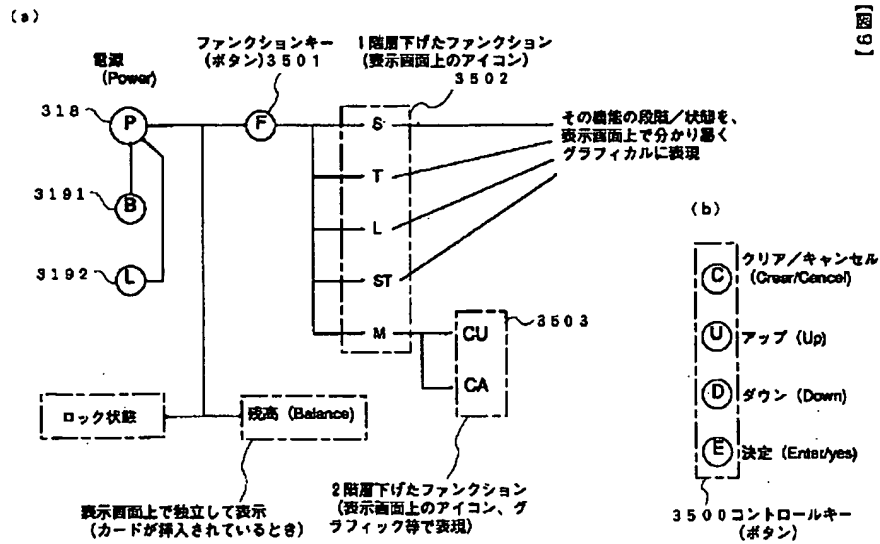 (a)
【図6】
電源
(Power)
318
P
3191
B
3192
L
ファンクションキー
(ボタン)3501
F
1階層下げたファンクション
(表示画面上のアイコン)
3502
S
T
L
ST
M
その機能の段階/状態を、
表示画面上で分かり易く
グラフィカルに表現
3503
CU
CA
ロック状態
残高 (Balance)
表示画面上で独立して表示
(カードが挿入されているとき)
2階層下げたファンクション
(表示画面上のアイコン、グ
ラフィック等で表現)
(b)
C
クリア/キャンセル
(Crear/Cancel)
U
アップ (Up)
D
ダウン (Down)
E
決定 (Enter/yes)
3500コントロールキー
(ボタン)